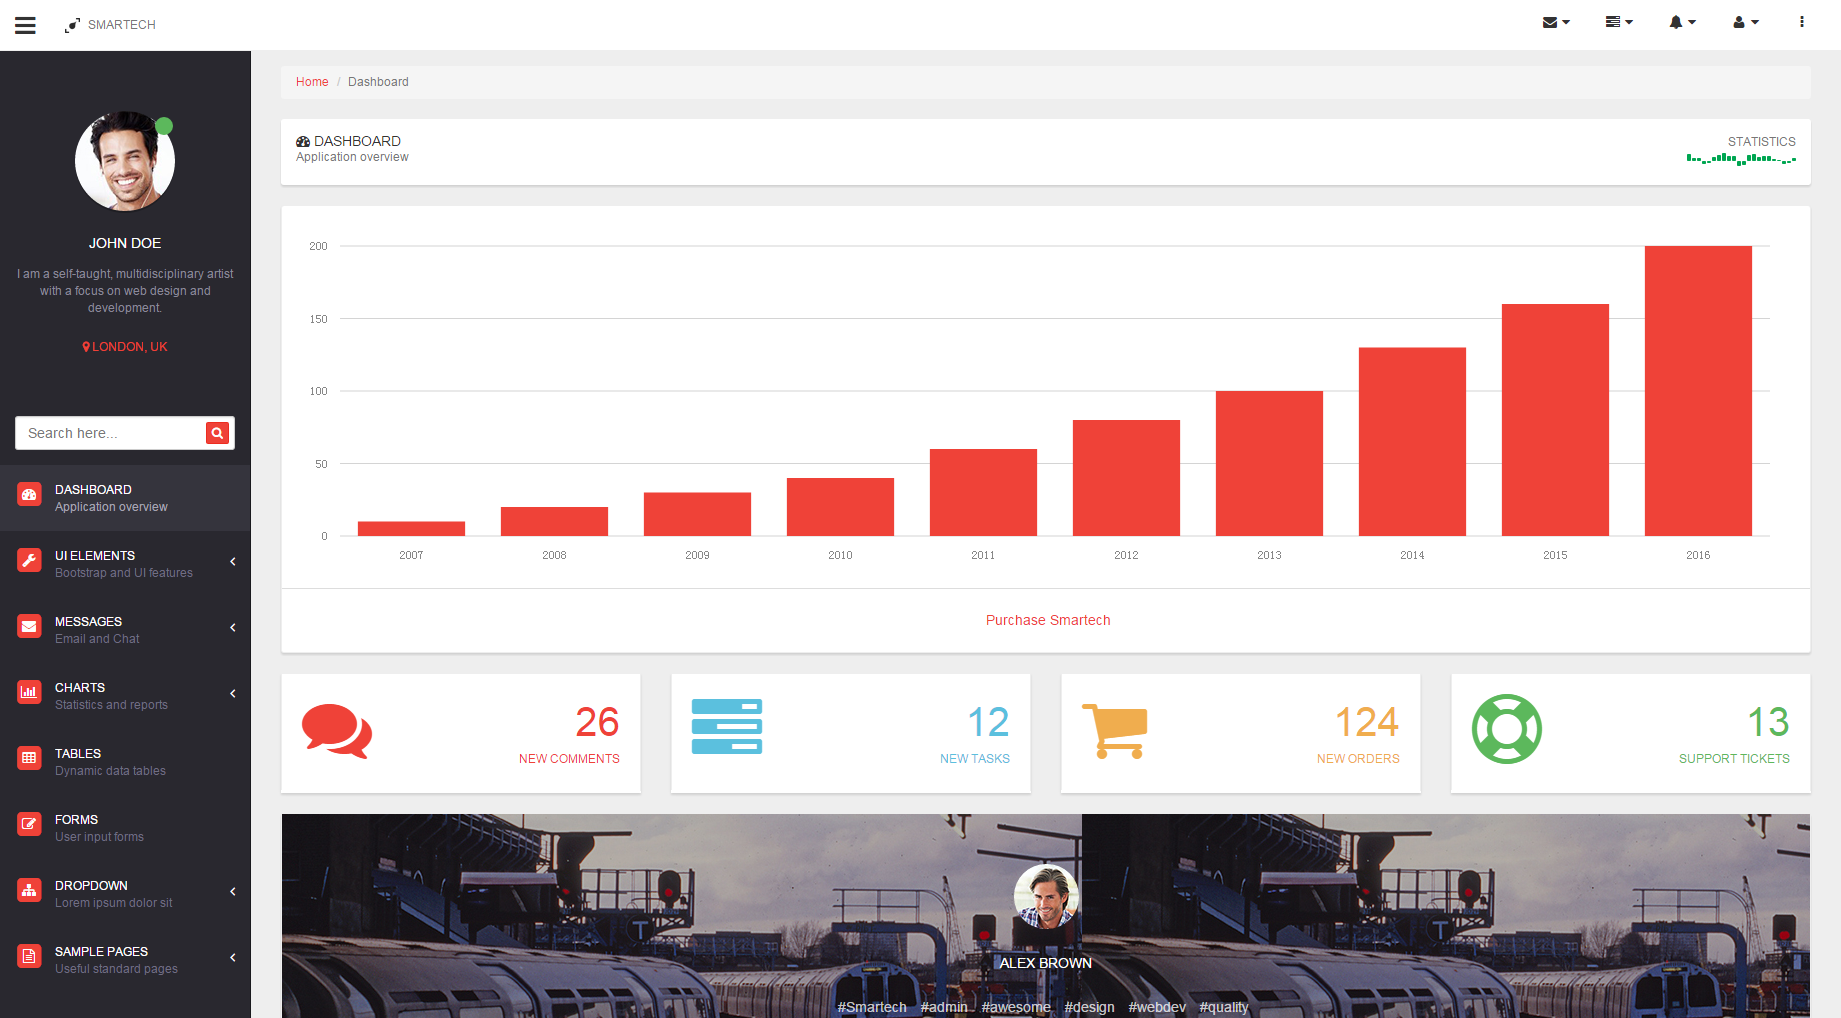 SMARTECH
JOHN DOE
I am a self-taught, multidisciplinary artist
with a focus on web design and
development.
LONDON, UK
Search here...
DASHBOARD
Application overview
UI ELEMENTS
Bootstrap and UI features
MESSAGES
Email and Chat
CHARTS
Statistics and reports
TABLES
Dynamic data tables
FORMS
User input forms
DROPDOWN
Lorem ipsum dolor sit
SAMPLE PAGES
Useful standard pages
Home / Dashboard
DASHBOARD
Application overview
STATISTICS
200
150
100
50
0
2007 2008 2009 2010 2011 2012 2013 2014 2015 2016
Purchase Smartech
26
NEW COMMENTS
12
NEW TASKS
124
NEW ORDERS
13
SUPPORT TICKETS
ALEX BROWN
#Smartech #admin #awesome #design #webdev #quality